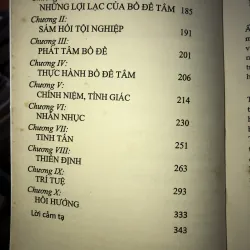 NHỮNG LỢI LẠC CỦA BỒ ĐỀ TÂM 185
Chương II:
SÁM HỐI TỘI NGHIỆP 191
Chương III:
PHÁT TÂM BỒ ĐỀ 201
Chương IV:
THỰC HÀNH BỒ ĐỀ TÂM 206
Chương V:
CHÍNH NIỆM, TỈNH GIÁC 214
Chương VI:
NHẪN NHỤC 230
Chương VII:
TINH TẤN 251
Chương VIII:
THIỀN ĐỊNH 263
Chương IX:
TRÍ TUỆ 293
Chương X:
HỒI HƯỚNG 333
Lời cảm tạ 343